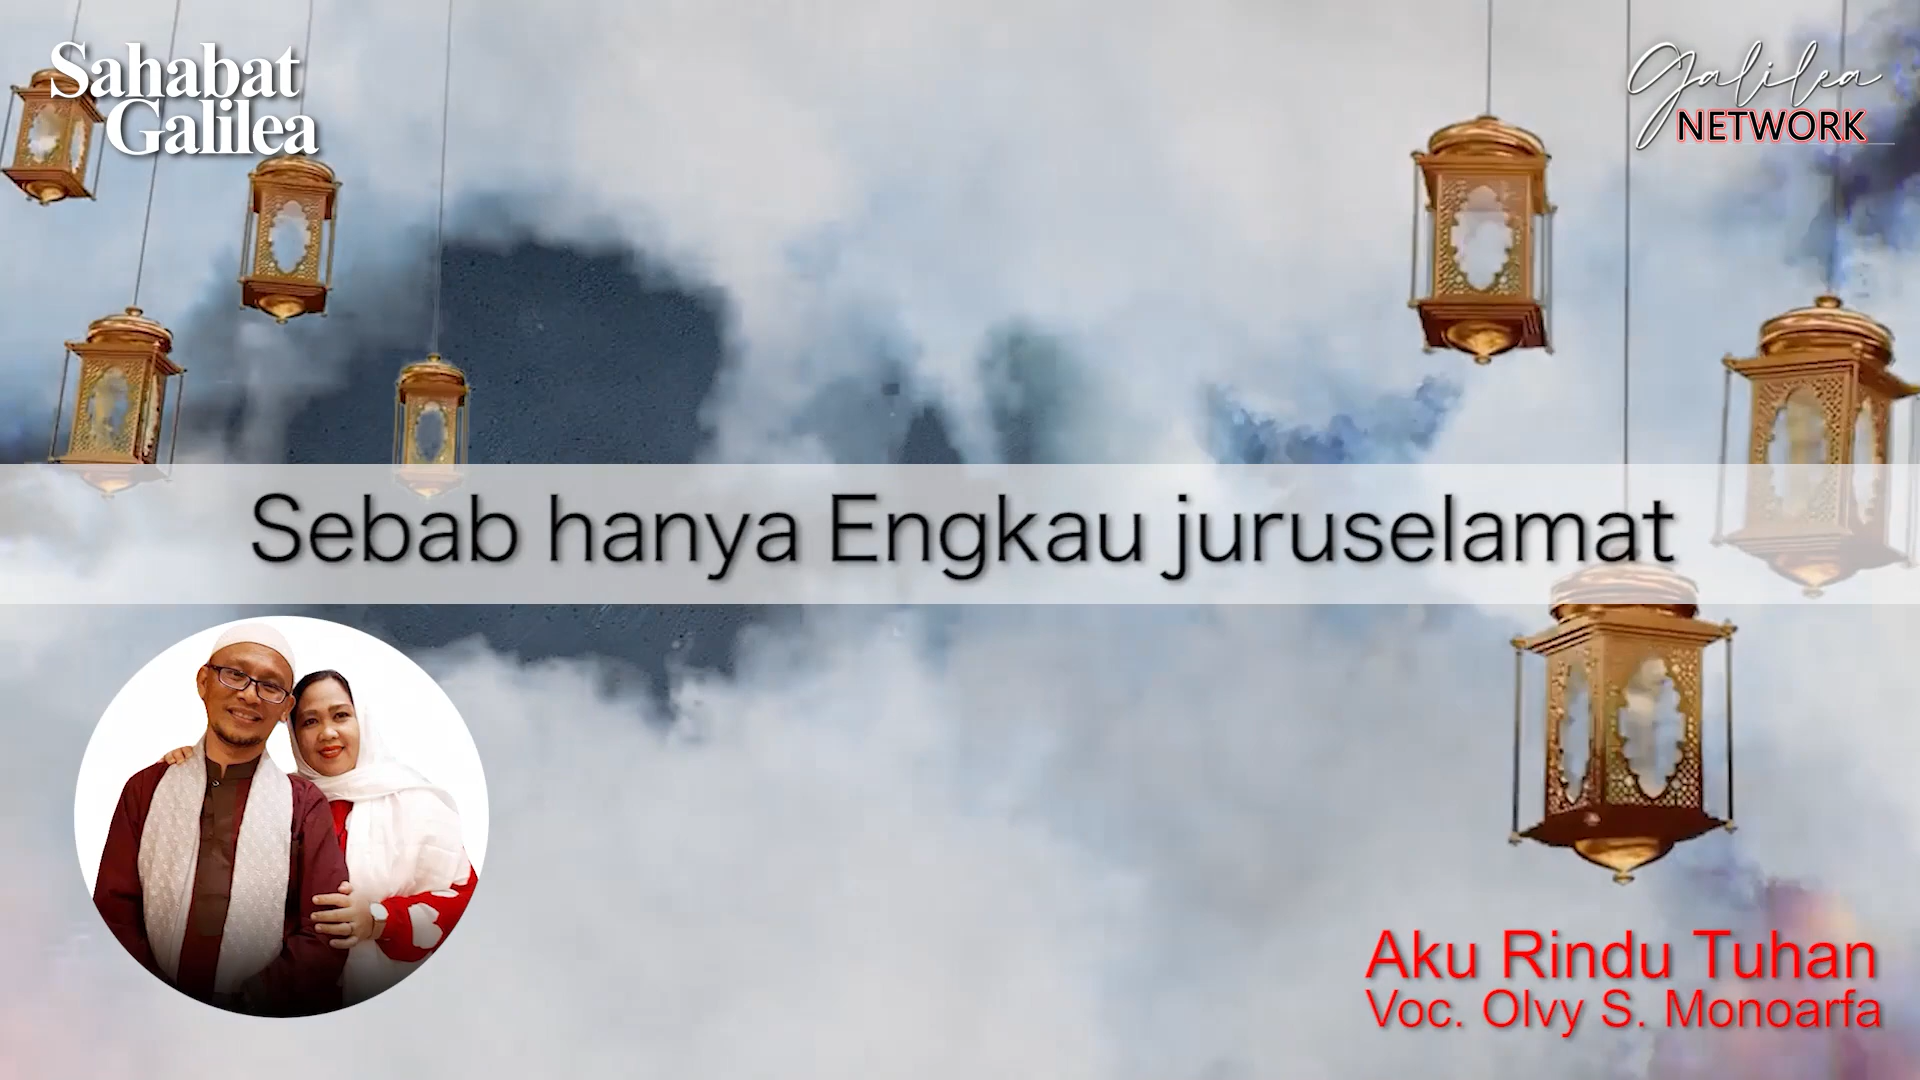 Sahabat
Galilea
Galilea
NETWORK
Sebab hanya Engkau juruselamat
Aku Rindu Tuhan
Voc. Olvy S. Monoarfa